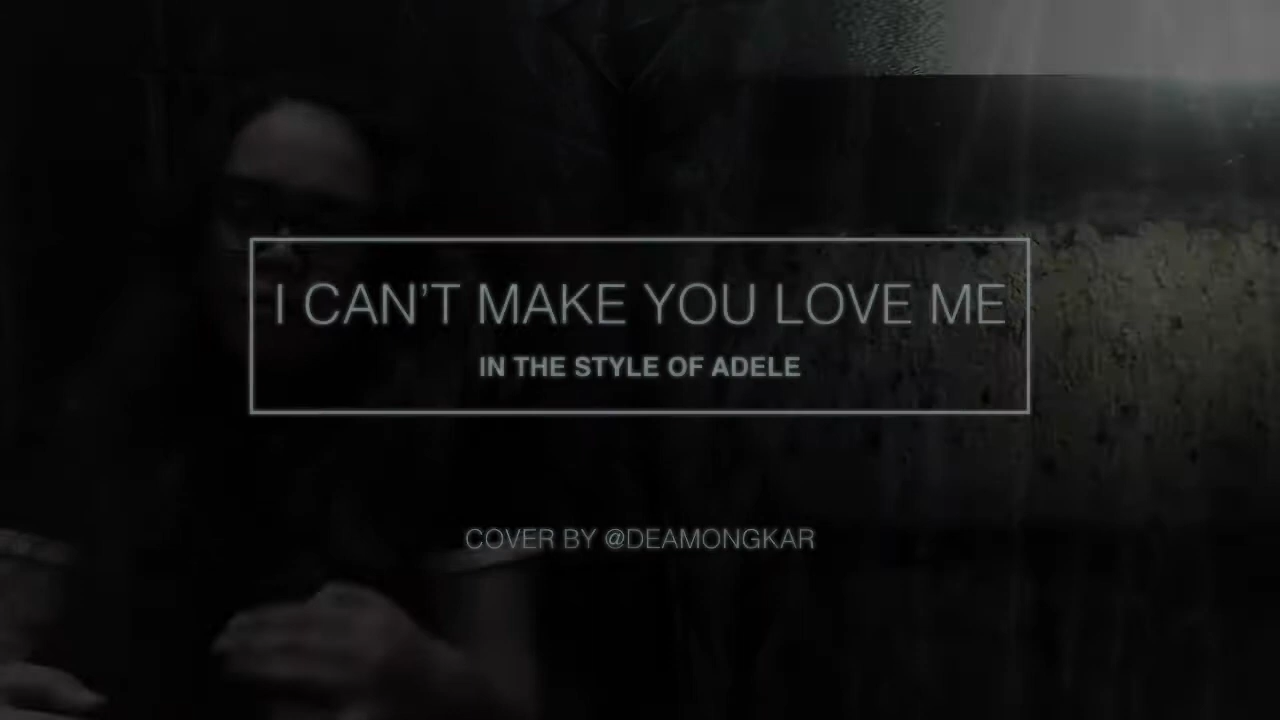 I CAN’T MAKE YOU LOVE ME
IN THE STYLE OF ADELE
COVER BY @DEAMONGKAR